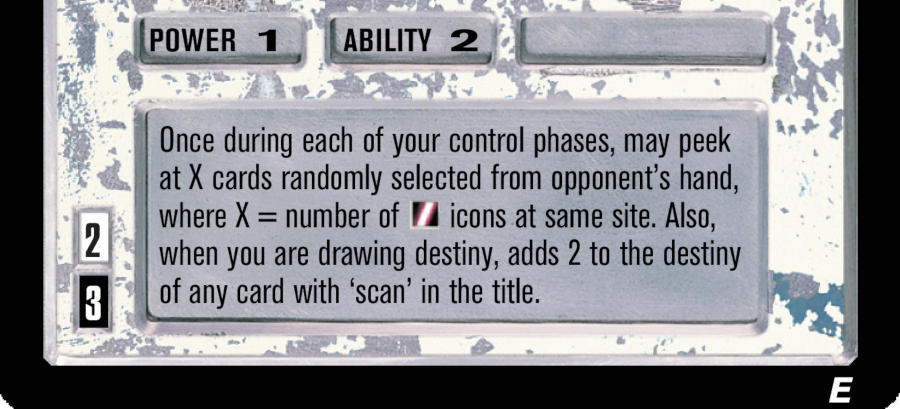 POWER 1 ABILITY 2
Once during each of your control phases, may peek
at X cards randomly selected from opponent's hand,
where X = number of icons at same site. Also,
when you are drawing destiny, adds 2 to the destiny
of any card with ‘scan’ in the title.
2
3
E